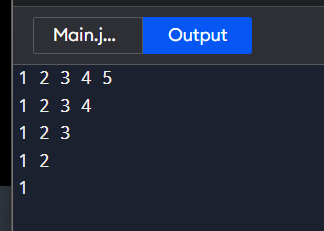 Main.j...
Output
1 2 3 4 5
1 2 3 4
1 2 3
1 2
1